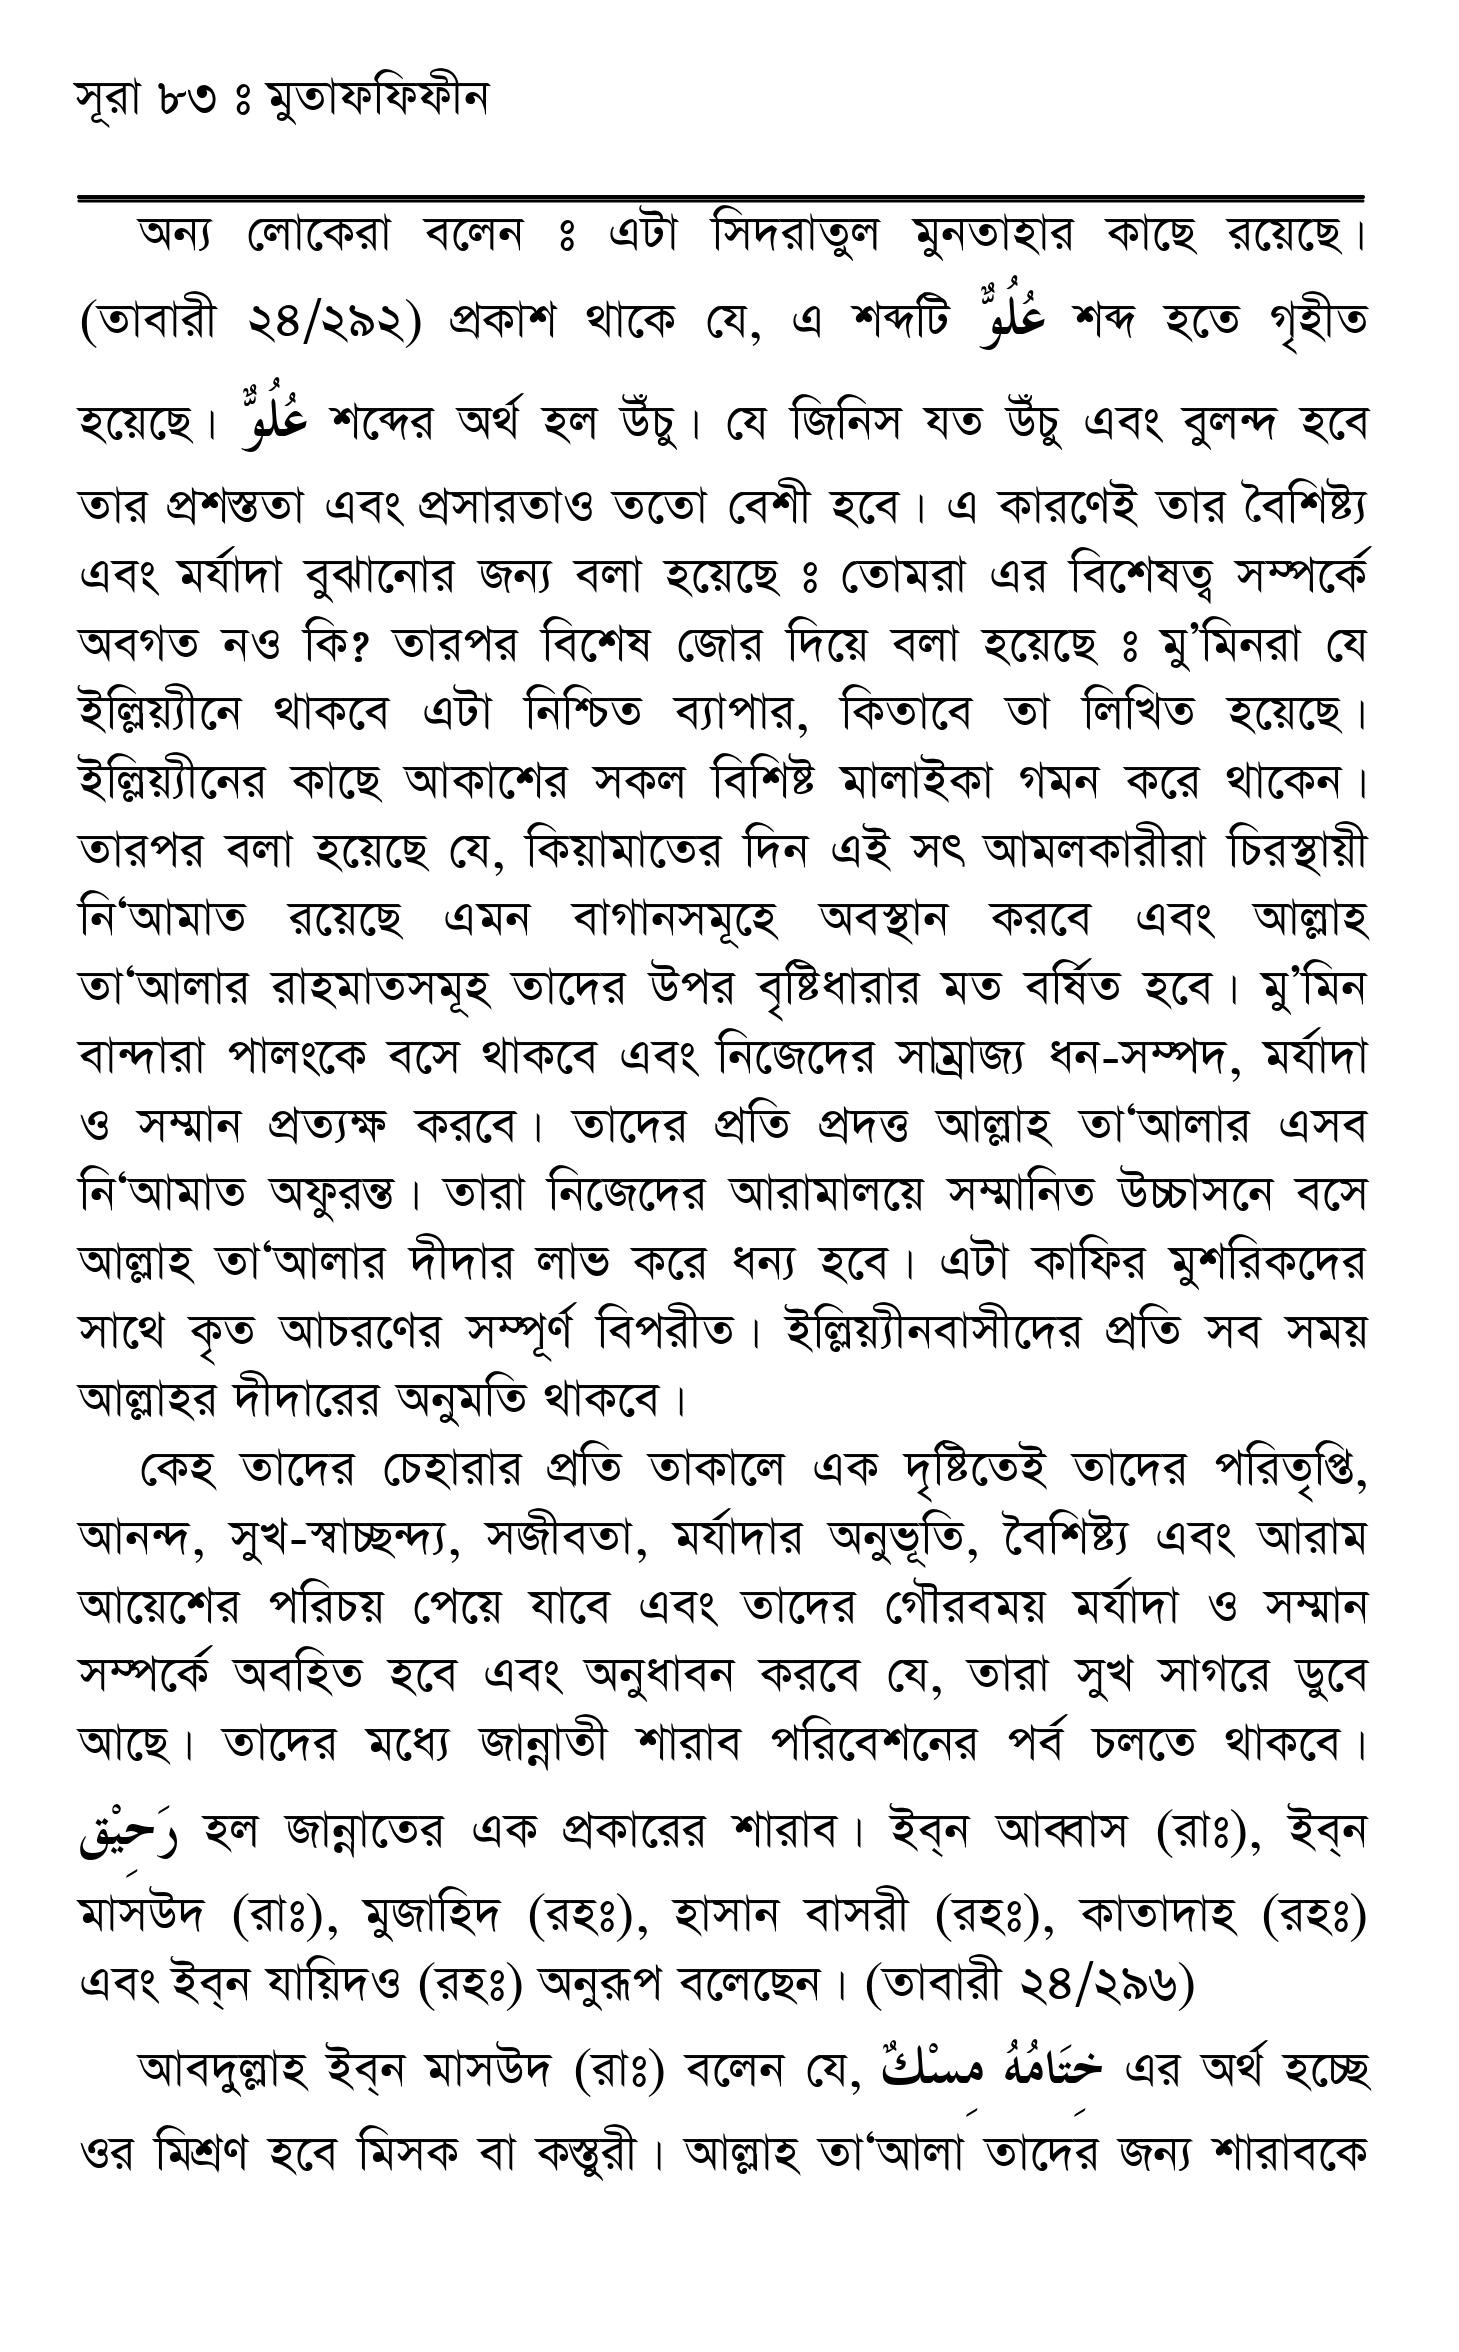 সূরা ৮৩ ঃ মুতাফফিফীন
অন্য লোকেরা বলেন ঃ এটা সিদরাতুল মুনতাহার কাছে রয়েছে।
(তাবারী ২৪/২৯২) প্রকাশ থাকে যে, এ শব্দটি عُلُوٌّ শব্দ হতে গৃহীত
হয়েছে। عُلُوٌّ শব্দের অর্থ হল উঁচু। যে জিনিস যত উঁচু এবং বুলন্দ হবে
তার প্রশস্ততা এবং প্রসারতাও ততো বেশী হবে। এ কারণেই তার বৈশিষ্ট্য
এবং মর্যাদা বুঝানোর জন্য বলা হয়েছে ঃ তোমরা এর বিশেষত্ব সম্পর্কে
অবগত নও কি? তারপর বিশেষ জোর দিয়ে বলা হয়েছে ঃ মু’মিনরা যে
ইল্লিয়্যীনে থাকবে এটা নিশ্চিত ব্যাপার, কিতাবে তা লিখিত হয়েছে।
ইল্লিয়্যীনের কাছে আকাশের সকল বিশিষ্ট মালাইকা গমন করে থাকেন।
তারপর বলা হয়েছে যে, কিয়ামাতের দিন এই সৎ আমলকারীরা চিরস্থায়ী
নি‘আমাত রয়েছে এমন বাগানসমূহে অবস্থান করবে এবং আল্লাহ
তা‘আলার রাহমাতসমূহ তাদের উপর বৃষ্টিধারার মত বর্ষিত হবে। মু’মিন
বান্দারা পালংকে বসে থাকবে এবং নিজেদের সাম্রাজ্য ধন-সম্পদ, মর্যাদা
ও সম্মান প্রত্যক্ষ করবে। তাদের প্রতি প্রদত্ত আল্লাহ তা‘আলার এসব
নি‘আমাত অফুরন্ত। তারা নিজেদের আরামালয়ে সম্মানিত উচ্চাসনে বসে
আল্লাহ তা‘আলার দীদার লাভ করে ধন্য হবে। এটা কাফির মুশরিকদের
সাথে কৃত আচরণের সম্পূর্ণ বিপরীত। ইল্লিয়্যীনবাসীদের প্রতি সব সময়
আল্লাহর দীদারের অনুমতি থাকবে।
কেহ তাদের চেহারার প্রতি তাকালে এক দৃষ্টিতেই তাদের পরিতৃপ্তি,
আনন্দ, সুখ-স্বাচ্ছন্দ্য, সজীবতা, মর্যাদার অনুভূতি, বৈশিষ্ট্য এবং আরাম
আয়েশের পরিচয় পেয়ে যাবে এবং তাদের গৌরবময় মর্যাদা ও সম্মান
সম্পর্কে অবহিত হবে এবং অনুধাবন করবে যে, তারা সুখ সাগরে ডুবে
আছে। তাদের মধ্যে জান্নাতী শারাব পরিবেশনের পর্ব চলতে থাকবে।
رَحِيْق হল জান্নাতের এক প্রকারের শারাব। ইব্‌ন আব্বাস (রাঃ), ইব্‌ন
মাসউদ (রাঃ), মুজাহিদ (রহঃ), হাসান বাসরী (রহঃ), কাতাদাহ (রহঃ)
এবং ইব্‌ন যায়িদও (রহঃ) অনুরূপ বলেছেন। (তাবারী ২৪/২৯৬)
আবদুল্লাহ ইব্‌ন মাসউদ (রাঃ) বলেন যে, خِتَامُهُ مِسْكٌ এর অর্থ হচ্ছে
ওর মিশ্রণ হবে মিসক বা কস্তুরী। আল্লাহ তা‘আলা তাদের জন্য শারাবকে